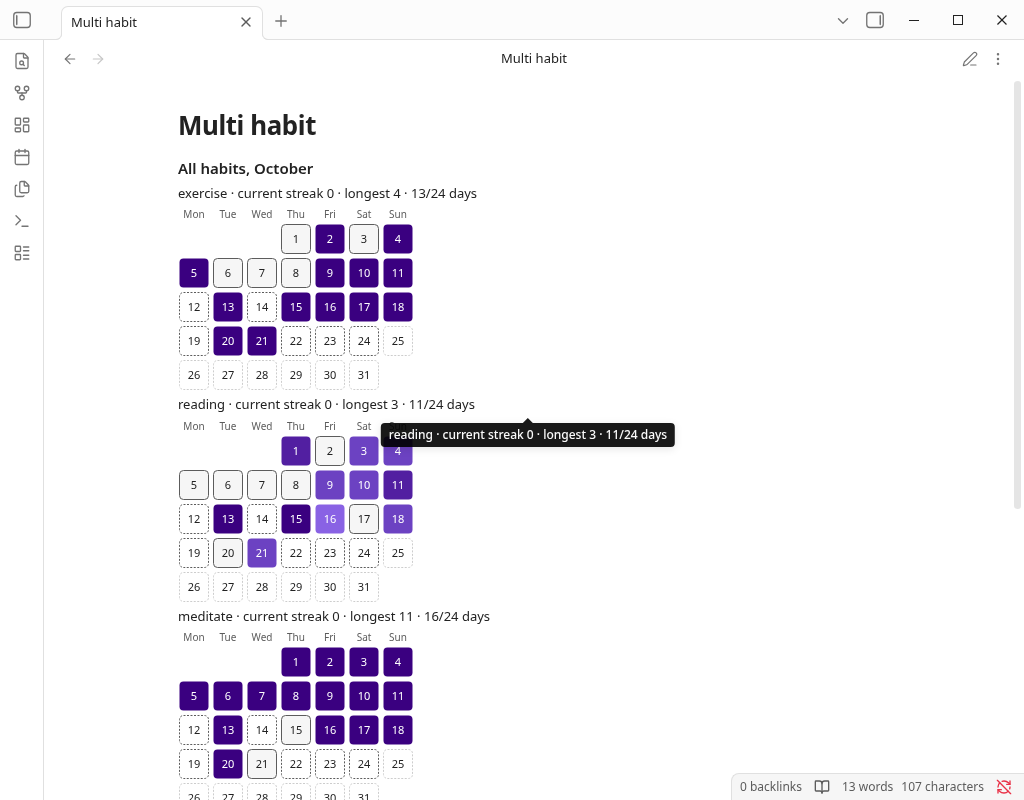 Multi habit
Multi habit
Multi habit
All habits, October
exercise · current streak 0 · longest 4 · 13/24 days
Mon Tue Wed Thu Fri Sat Sun
1 2 3 4
5 6 7 8 9 10 11
12 13 14 15 16 17 18
19 20 21 22 23 24 25
26 27 28 29 30 31
reading · current streak 0 · longest 3 · 11/24 days
Mon Tue Wed Thu Fri Sat
reading · current streak 0 · longest 3 · 11/24 days
1 2 3 4
5 6 7 8 9 10 11
12 13 14 15 16 17 18
19 20 21 22 23 24 25
26 27 28 29 30 31
meditate · current streak 0 · longest 11 · 16/24 days
Mon Tue Wed Thu Fri Sat Sun
1 2 3 4
5 6 7 8 9 10 11
12 13 14 15 16 17 18
19 20 21 22 23 24 25
26 27 28 29 30 31
0 backlinks 13 words 107 characters